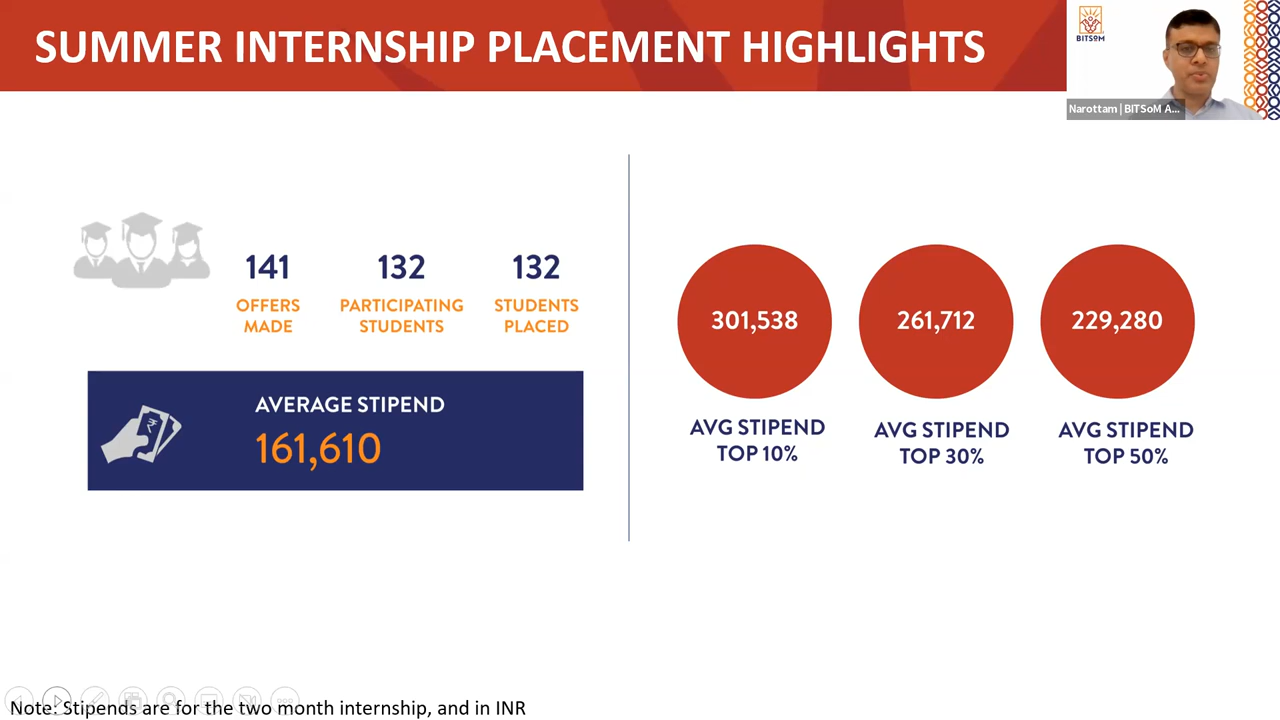 SUMMER INTERNSHIP PLACEMENT HIGHLIGHTS
BITSoM
Narottam | BITSoM A...
141
132
132
OFFERS
MADE
PARTICIPATING
STUDENTS
STUDENTS
PLACED
AVERAGE STIPEND
161,610
₹
301,538
261,712
229,280
AVG STIPEND
TOP 10%
AVG STIPEND
TOP 30%
AVG STIPEND
TOP 50%
Note: Stipends are for the two month internship, and in INR